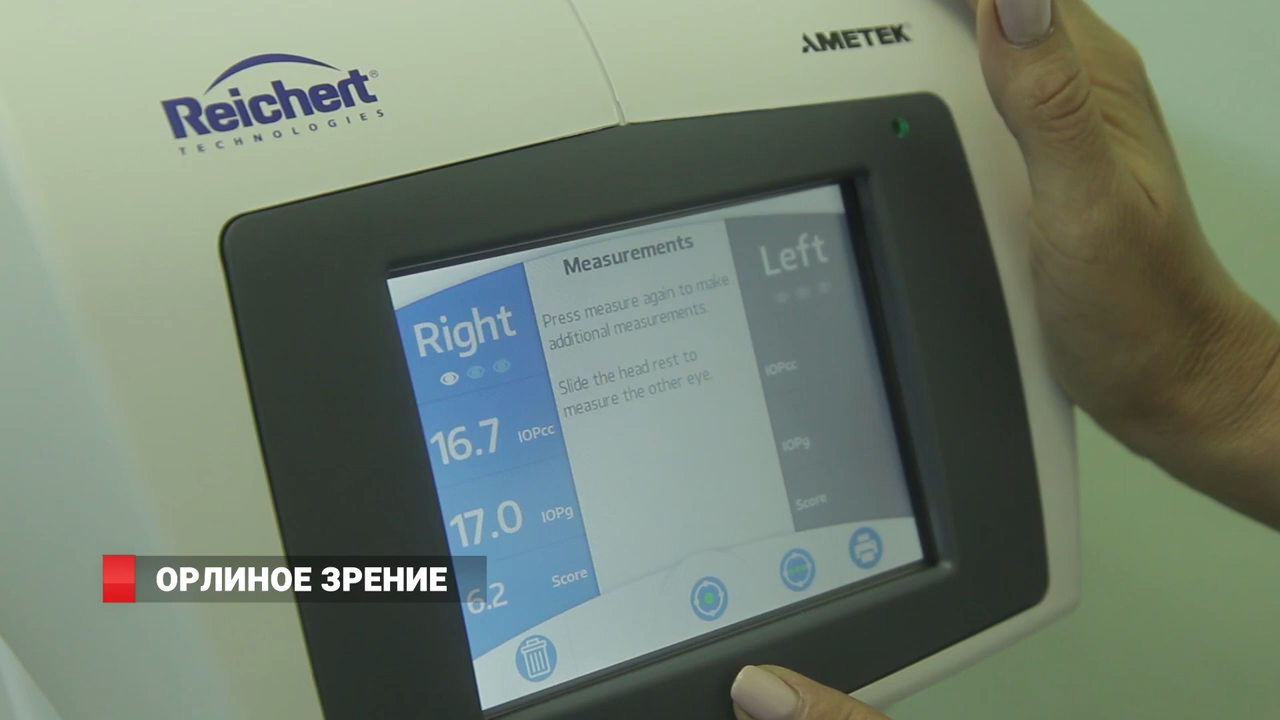 Reichert®
TECHNOLOGIES
AMETEK
Measurements
Press measure again to make
additional measurements.
Slide the head rest to
measure the other eye.
Right
16.7 IOPcc
17.0 IOPg
6.2 Score
Left
IOPcc
IOPg
Score
ОРЛИНОЕ ЗРЕНИЕ